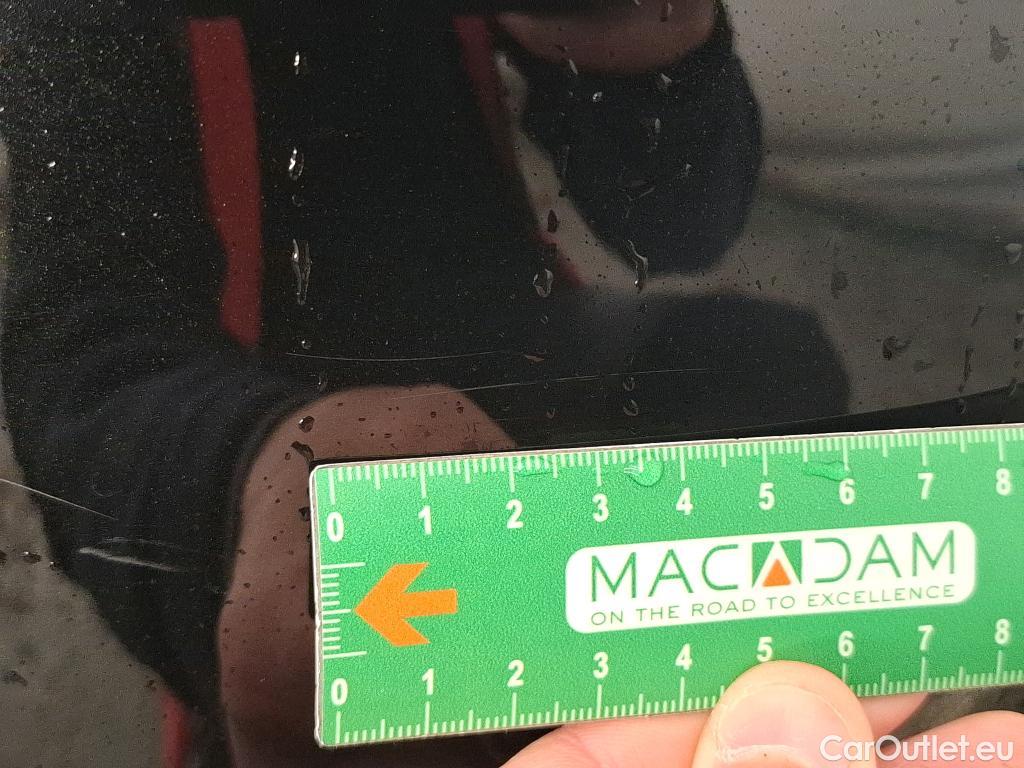 0 1 2 3 4 5 6 7 8
MACADAM
ON THE ROAD TO EXCELLENCE
0 1 2 3 4 5 6 7 8
CarOutlet.eu